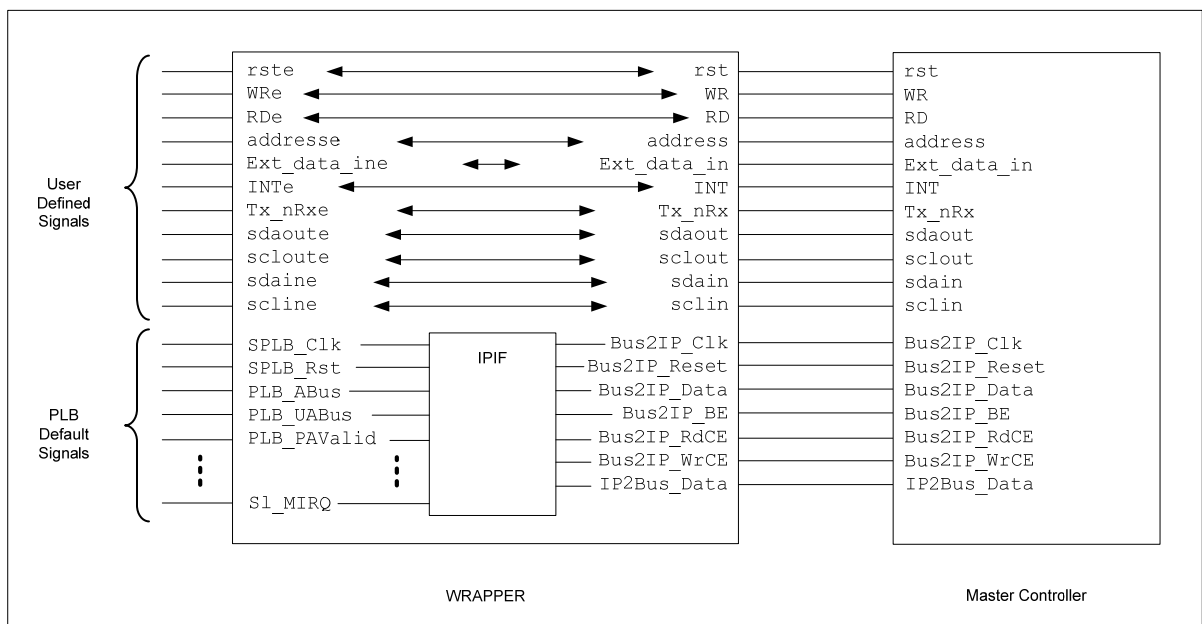 rste rst rst
WRe WR WR
RDe RD RD
addresse address address
Ext_data_ine Ext_data_in Ext_data_in
INTe INT INT
User
Defined
Signals
Tx_nRxe Tx_nRx Tx_nRx
sdaoute sdaout sdaout
scloute sclout sclout
sdaine sdain sdain
scline sclin sclin
SPLB_Clk IPIF Bus2IP_Clk Bus2IP_Clk
SPLB_Rst Bus2IP_Reset Bus2IP_Reset
PLB_ABus Bus2IP_Data Bus2IP_Data
PLB
Default
Signals
PLB_UABus Bus2IP_BE Bus2IP_BE
PLB_PAValid Bus2IP_RdCE Bus2IP_RdCE
Bus2IP_WrCE Bus2IP_WrCE
IP2Bus_Data IP2Bus_Data
Sl_MIRQ
WRAPPER Master Controller